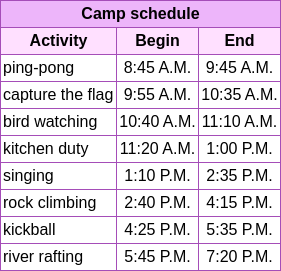 Camp schedule
Activity Begin End
ping-pong 8:45 A.M. 9:45 A.M.
capture the flag 9:55 A.M. 10:35 A.M.
bird watching 10:40 A.M. 11:10 A.M.
kitchen duty 11:20 A.M. 1:00 P.M.
singing 1:10 P.M. 2:35 P.M.
rock climbing 2:40 P.M. 4:15 P.M.
kickball 4:25 P.M. 5:35 P.M.
river rafting 5:45 P.M. 7:20 P.M.